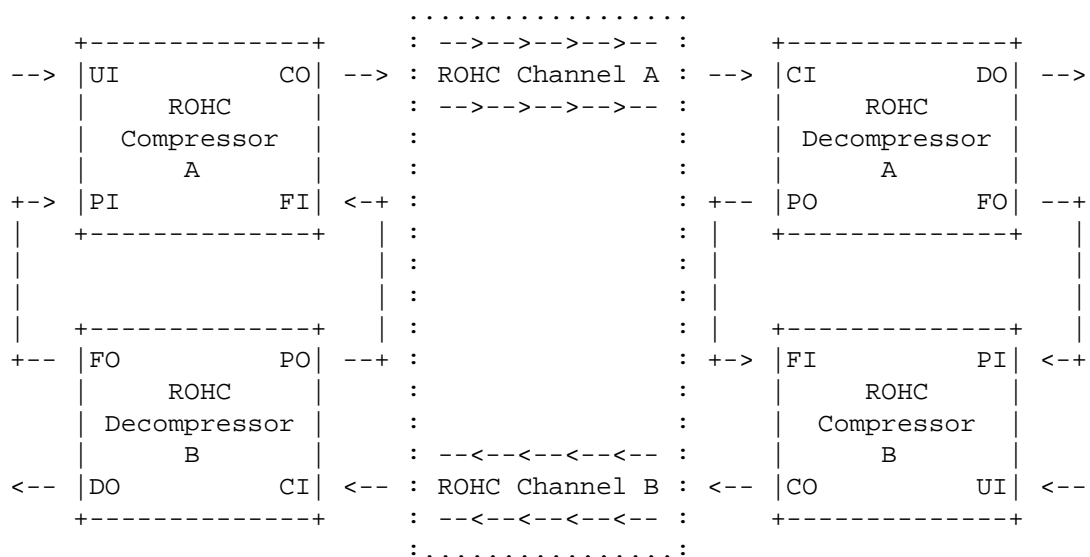 ...................
+---------------+ : -->-->-->-->-- : +---------------+
--> |UI CO| --> : ROHC Channel A : --> |CI DO| -->
| ROHC | : -->-->-->-->-- : | ROHC |
| Compressor | : : | Decompressor |
| A | : : | A |
+-> |PI FI| <-+ : : +-- |PO FO| --+
| +---------------+ | : : | +---------------+ |
| | : : | |
| | : : | |
| +---------------+ | : : | +---------------+ |
+-- |FO PO| --+ : : +-> |FI PI| <-+
| ROHC | : : | ROHC |
| Decompressor | : : | Compressor |
| B | : --<--<--<--<-- : | B |
<-- |DO CI| <-- : ROHC Channel B : <-- |CO UI| <--
+---------------+ : --<--<--<--<-- : +---------------+
:.................: